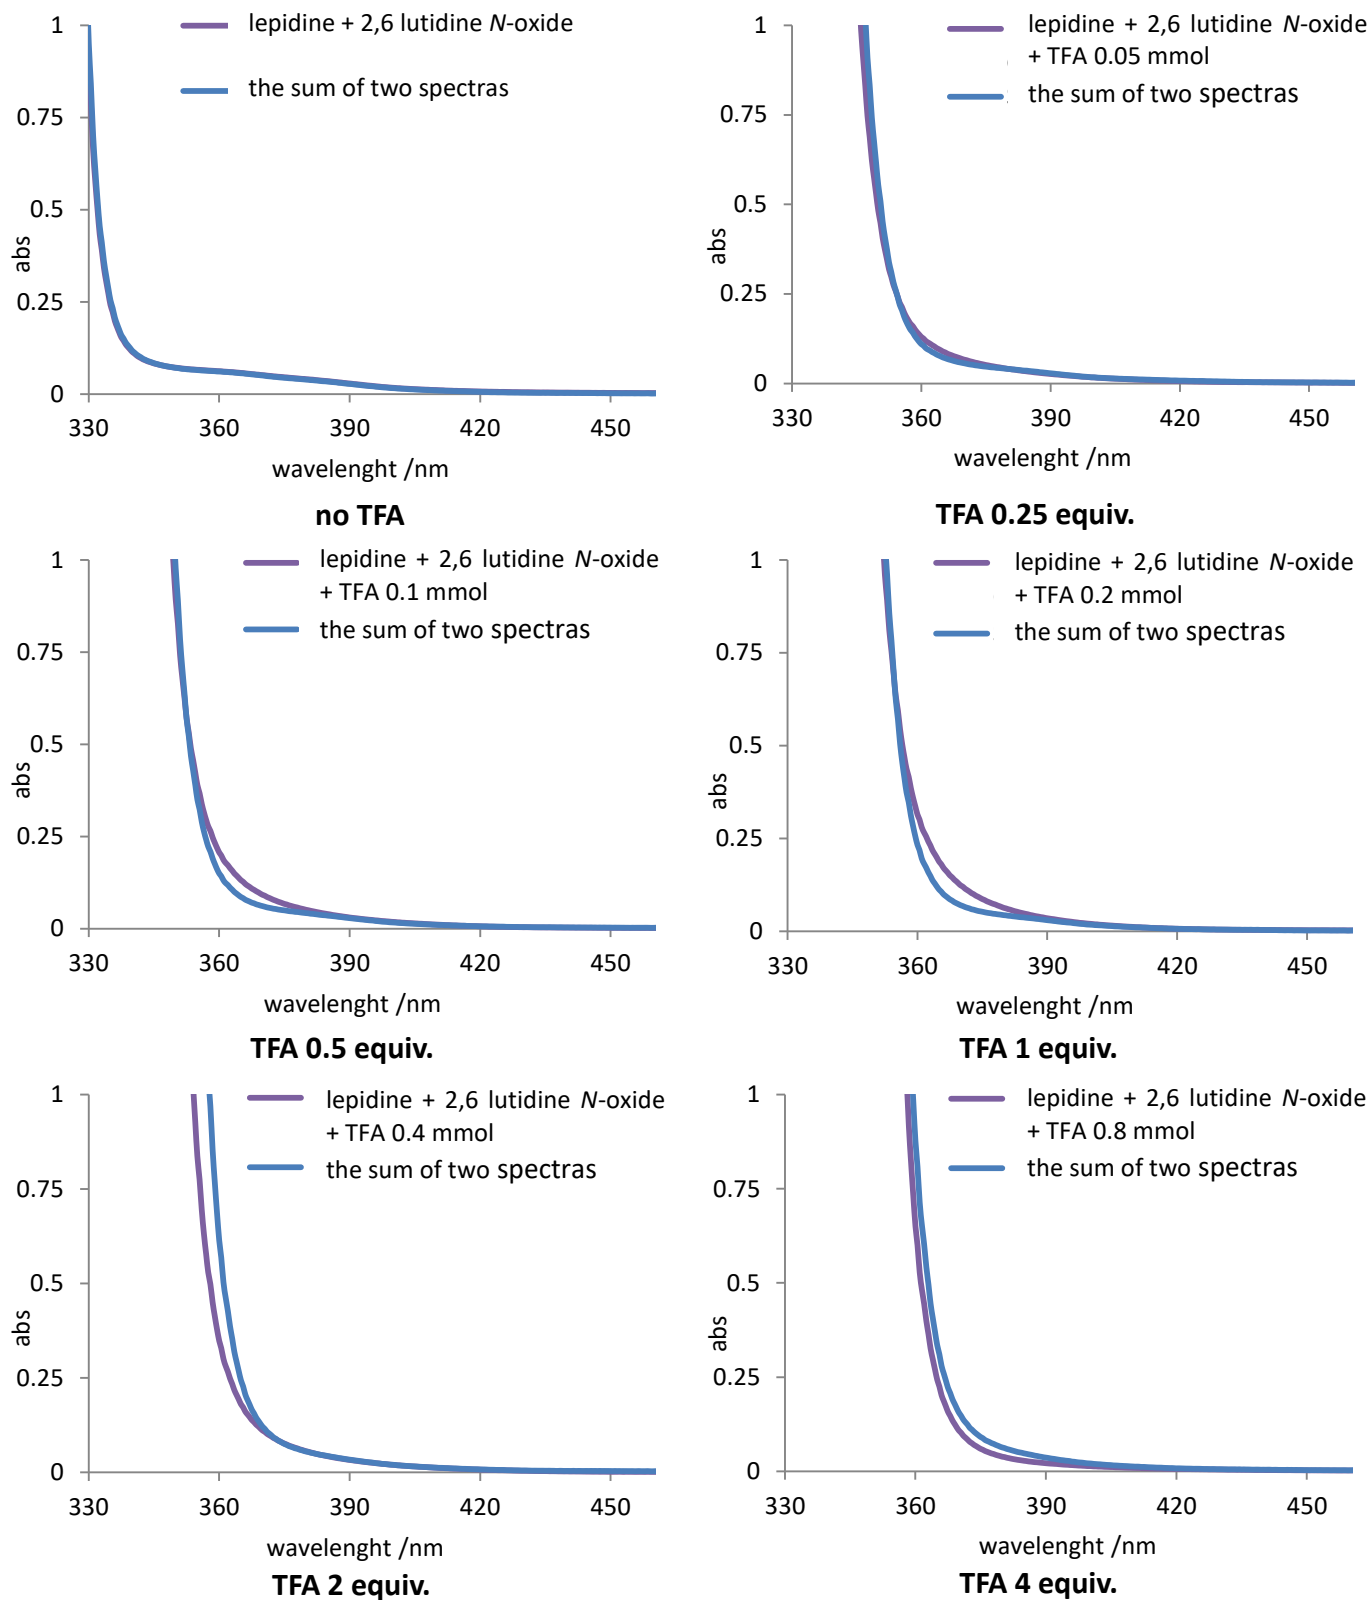 lepidine + 2,6 lutidine N-oxide
the sum of two spectras
1
0.75
0.5
0.25
0
abs
330 360 390 420 450
wavelenght /nm
no TFA
lepidine + 2,6 lutidine N-oxide
+ TFA 0.05 mmol
the sum of two spectras
1
0.75
0.5
0.25
0
abs
330 360 390 420 450
wavelenght /nm
TFA 0.25 equiv.
lepidine + 2,6 lutidine N-oxide
+ TFA 0.1 mmol
the sum of two spectras
1
0.75
0.5
0.25
0
abs
330 360 390 420 450
wavelenght /nm
TFA 0.5 equiv.
lepidine + 2,6 lutidine N-oxide
+ TFA 0.2 mmol
the sum of two spectras
1
0.75
0.5
0.25
0
abs
330 360 390 420 450
wavelenght /nm
TFA 1 equiv.
lepidine + 2,6 lutidine N-oxide
+ TFA 0.4 mmol
the sum of two spectras
1
0.75
0.5
0.25
0
abs
330 360 390 420 450
wavelenght /nm
TFA 2 equiv.
lepidine + 2,6 lutidine N-oxide
+ TFA 0.8 mmol
the sum of two spectras
1
0.75
0.5
0.25
0
abs
330 360 390 420 450
wavelenght /nm
TFA 4 equiv.